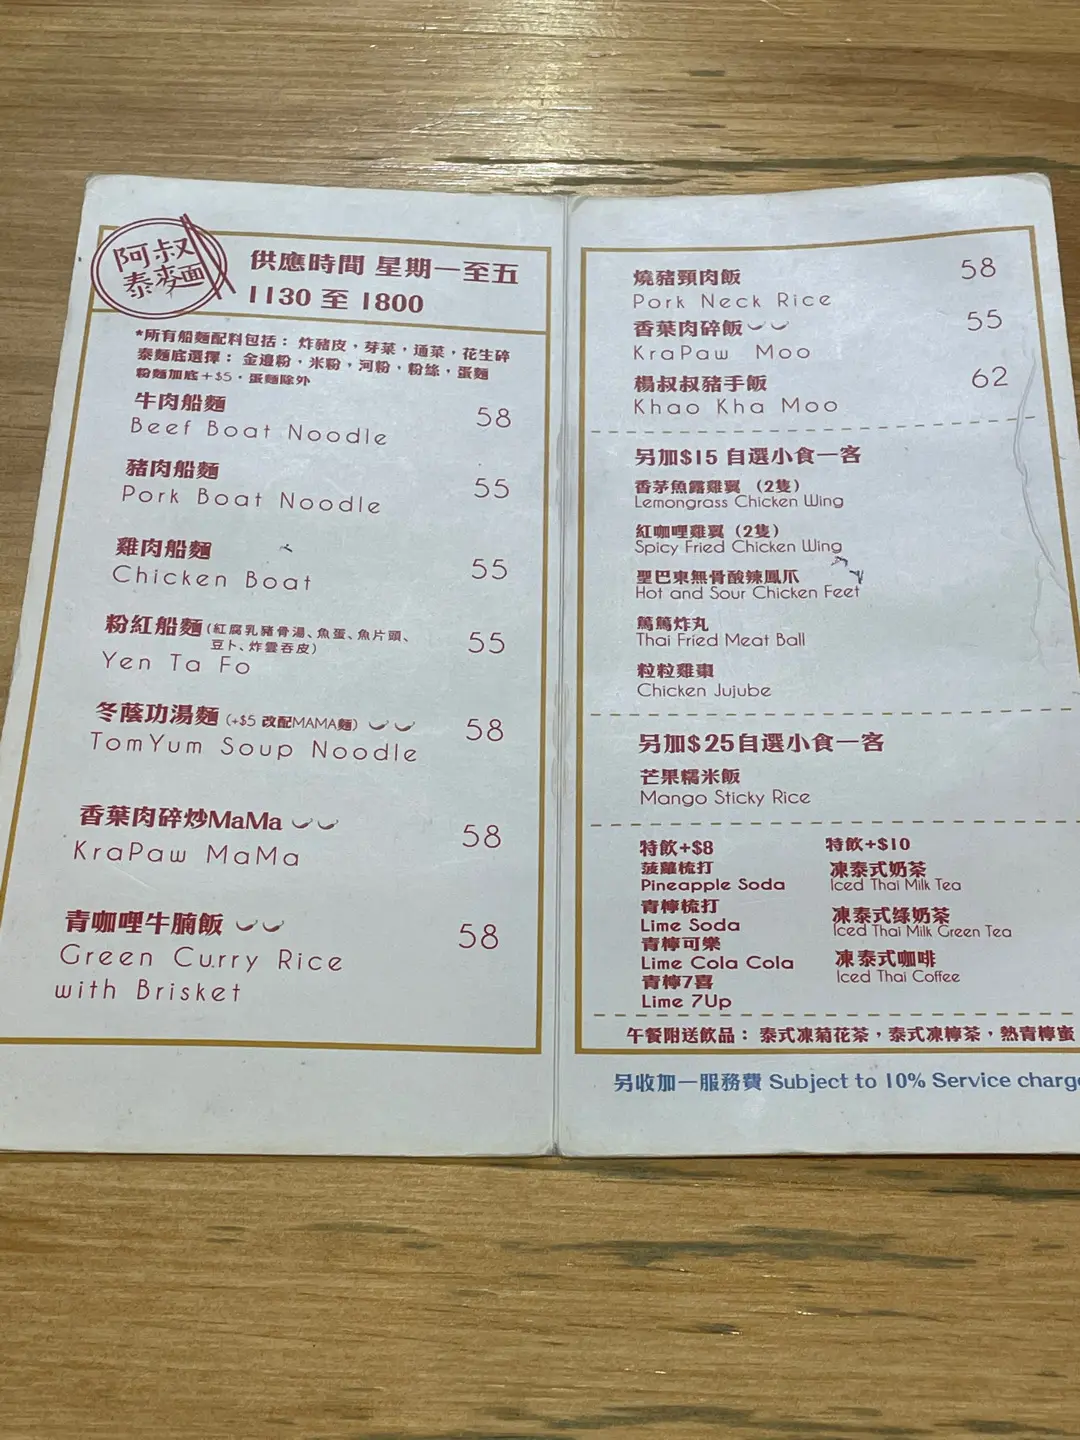 阿叔
泰麥面
供應時間 星期一至五
1130 至 1800
*所有船麵配料包括：炸豬皮，芽菜，通菜，花生碎
泰麵底選擇：金邊粉，米粉，河粉，粉絲，蛋麵
粉麵加底+$5，蛋麵除外
牛肉船麵 58
Beef Boat Noodle
豬肉船麵 55
Pork Boat Noodle
雞肉船麵 55
Chicken Boat
粉紅船麵(紅腐乳豬骨湯、魚蛋、魚片頭、
豆卜、炸雲吞皮) 55
Yen Ta Fo
冬蔭功湯麵(+$5 改配MAMA麵) 58
TomYum Soup Noodle
香葉肉碎炒MaMa 58
KraPaw MaMa
青咖哩牛腩飯 58
Green Curry Rice
with Brisket
燒豬頸肉飯 58
Pork Neck Rice
香葉肉碎飯 55
KraPaw Moo
楊叔叔豬手飯 62
Khao Kha Moo
另加$15 自選小食一客
香茅魚露雞翼（2隻）
Lemongrass Chicken Wing
紅咖哩雞翼（2隻）
Spicy Fried Chicken Wing
聖巴東無骨酸辣鳳爪
Hot and Sour Chicken Feet
篤篤炸丸
Thai Fried Meat Ball
粒粒雞棗
Chicken Jujube
另加$25自選小食一客
芒果糯米飯
Mango Sticky Rice
特飲+$8
菠蘿梳打
Pineapple Soda
青檸梳打
Lime Soda
青檸可樂
Lime Cola Cola
青檸7喜
Lime 7Up
特飲+$10
凍泰式奶茶
Iced Thai Milk Tea
凍泰式綠奶茶
Iced Thai Milk Green Tea
凍泰式咖啡
Iced Thai Coffee
午餐附送飲品：泰式凍菊花茶，泰式凍檸茶，熱青檸蜜
另收加一服務費 Subject to 10% Service charge